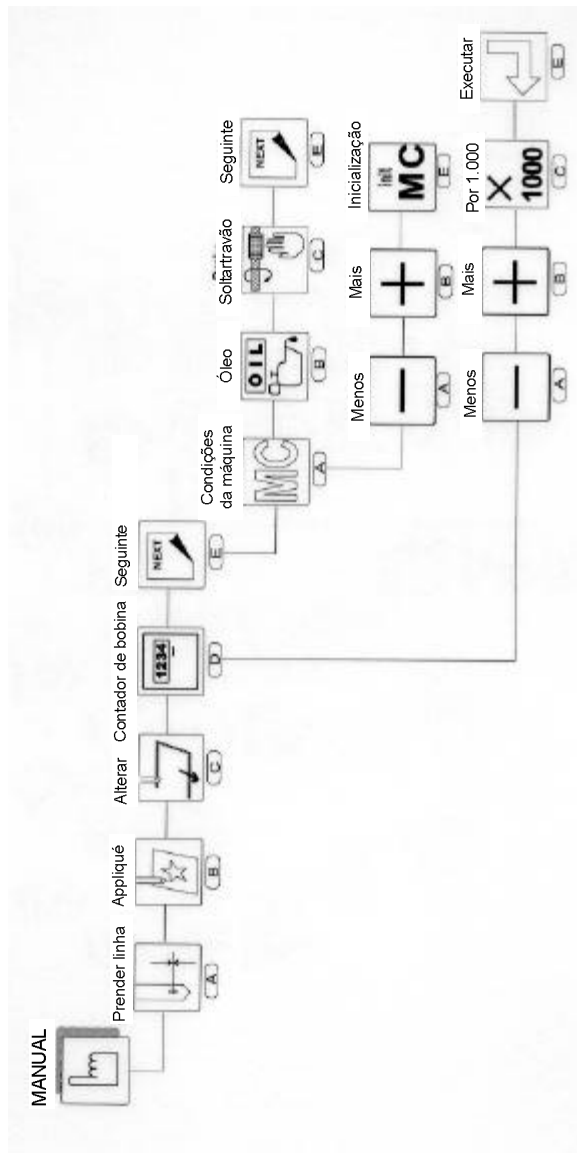 MANUAL
Prender linha
A
Appliqué
B
Alterar
C
Contador de bobina
1234
D
Seguinte
NEXT
E
Condições
da máquina
MC
A
Óleo
OIL
B
Soltartravão
C
Seguinte
NEXT
E
Menos
A
Mais
B
Inicialização
init
MC
E
Menos
A
Mais
B
Por 1.000
X
1000
C
Executar
E